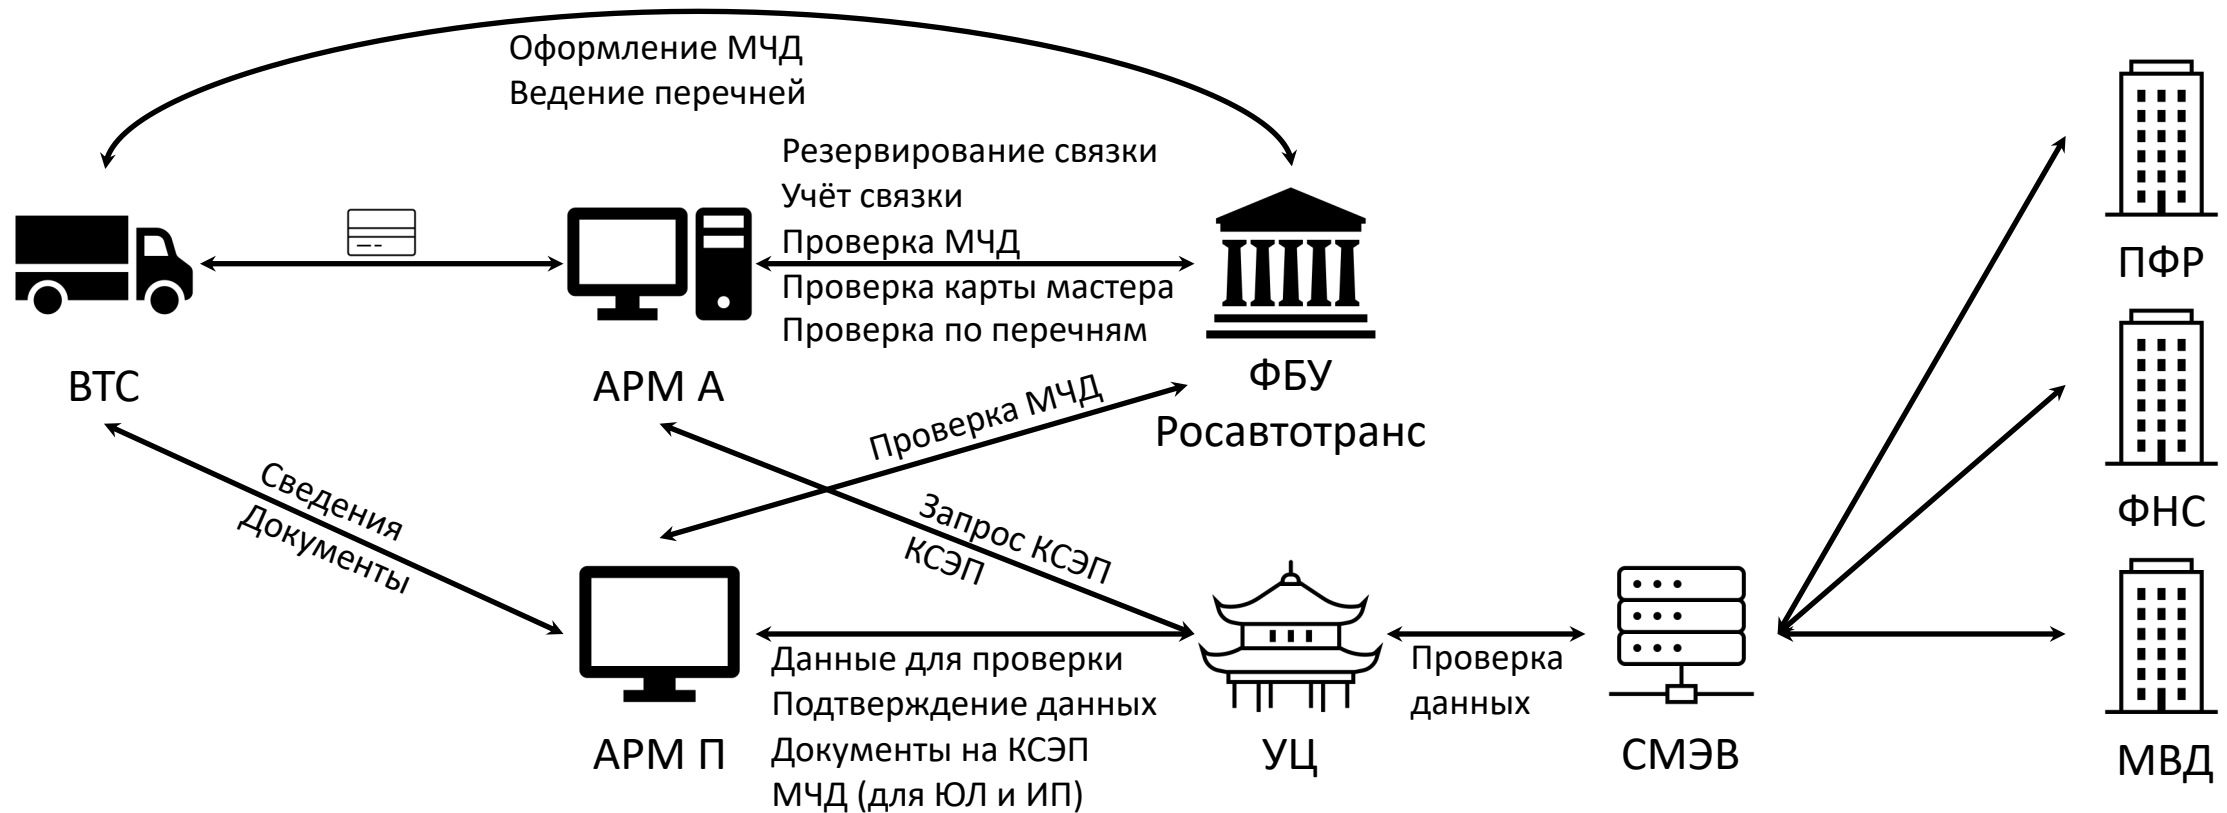 Оформление МЧД
Ведение перечней
Резервирование связки
Учёт связки
Проверка МЧД
Проверка карты мастера
Проверка по перечням
ВТС
АРМ А
ФБУ
Росавтотранс
ПФР
Проверка МЧД
Сведения
Документы
Запрос КСЭП
КСЭП
ФНС
Данные для проверки
Подтверждение данных
Документы на КСЭП
МЧД (для ЮЛ и ИП)
Проверка
данных
АРМ П
УЦ
СМЭВ
МВД